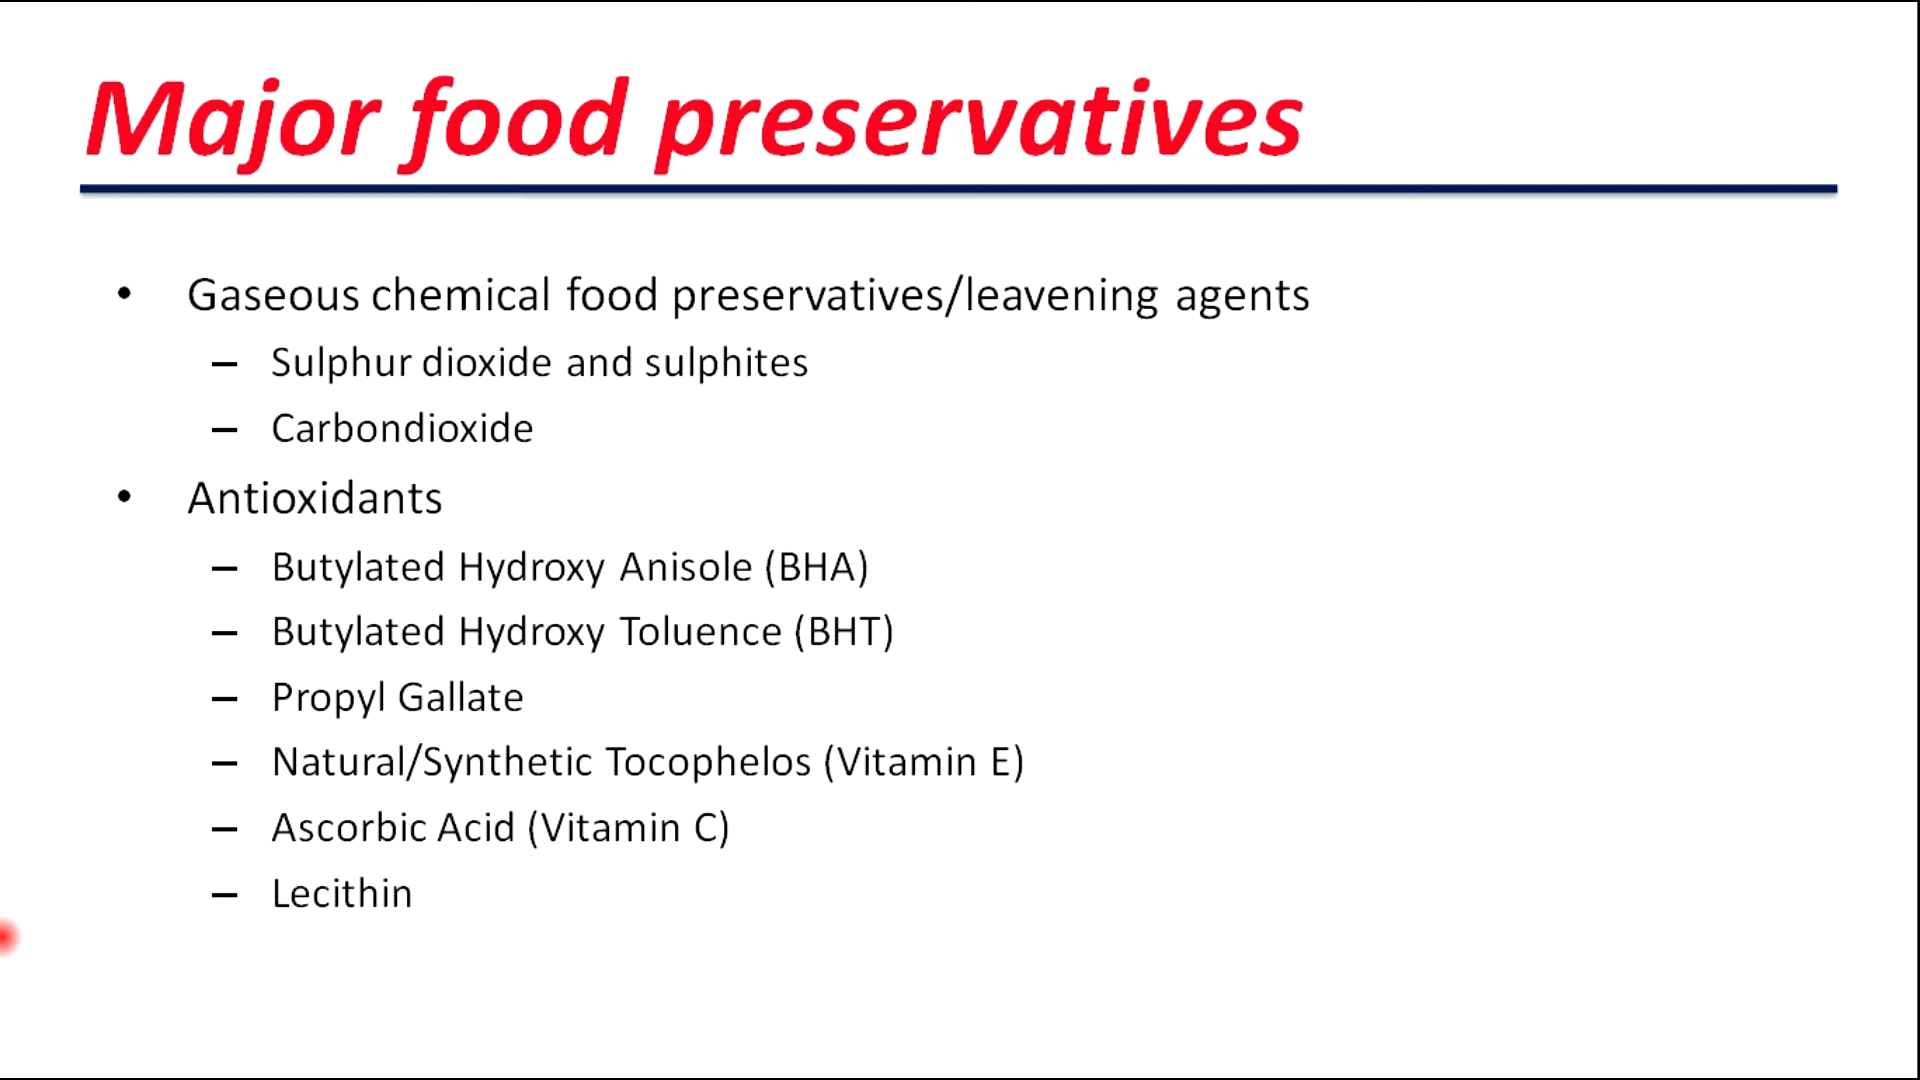 Major food preservatives
• Gaseous chemical food preservatives/leavening agents
– Sulphur dioxide and sulphites
– Carbondioxide
• Antioxidants
– Butylated Hydroxy Anisole (BHA)
– Butylated Hydroxy Toluence (BHT)
– Propyl Gallate
– Natural/Synthetic Tocophelos (Vitamin E)
– Ascorbic Acid (Vitamin C)
– Lecithin